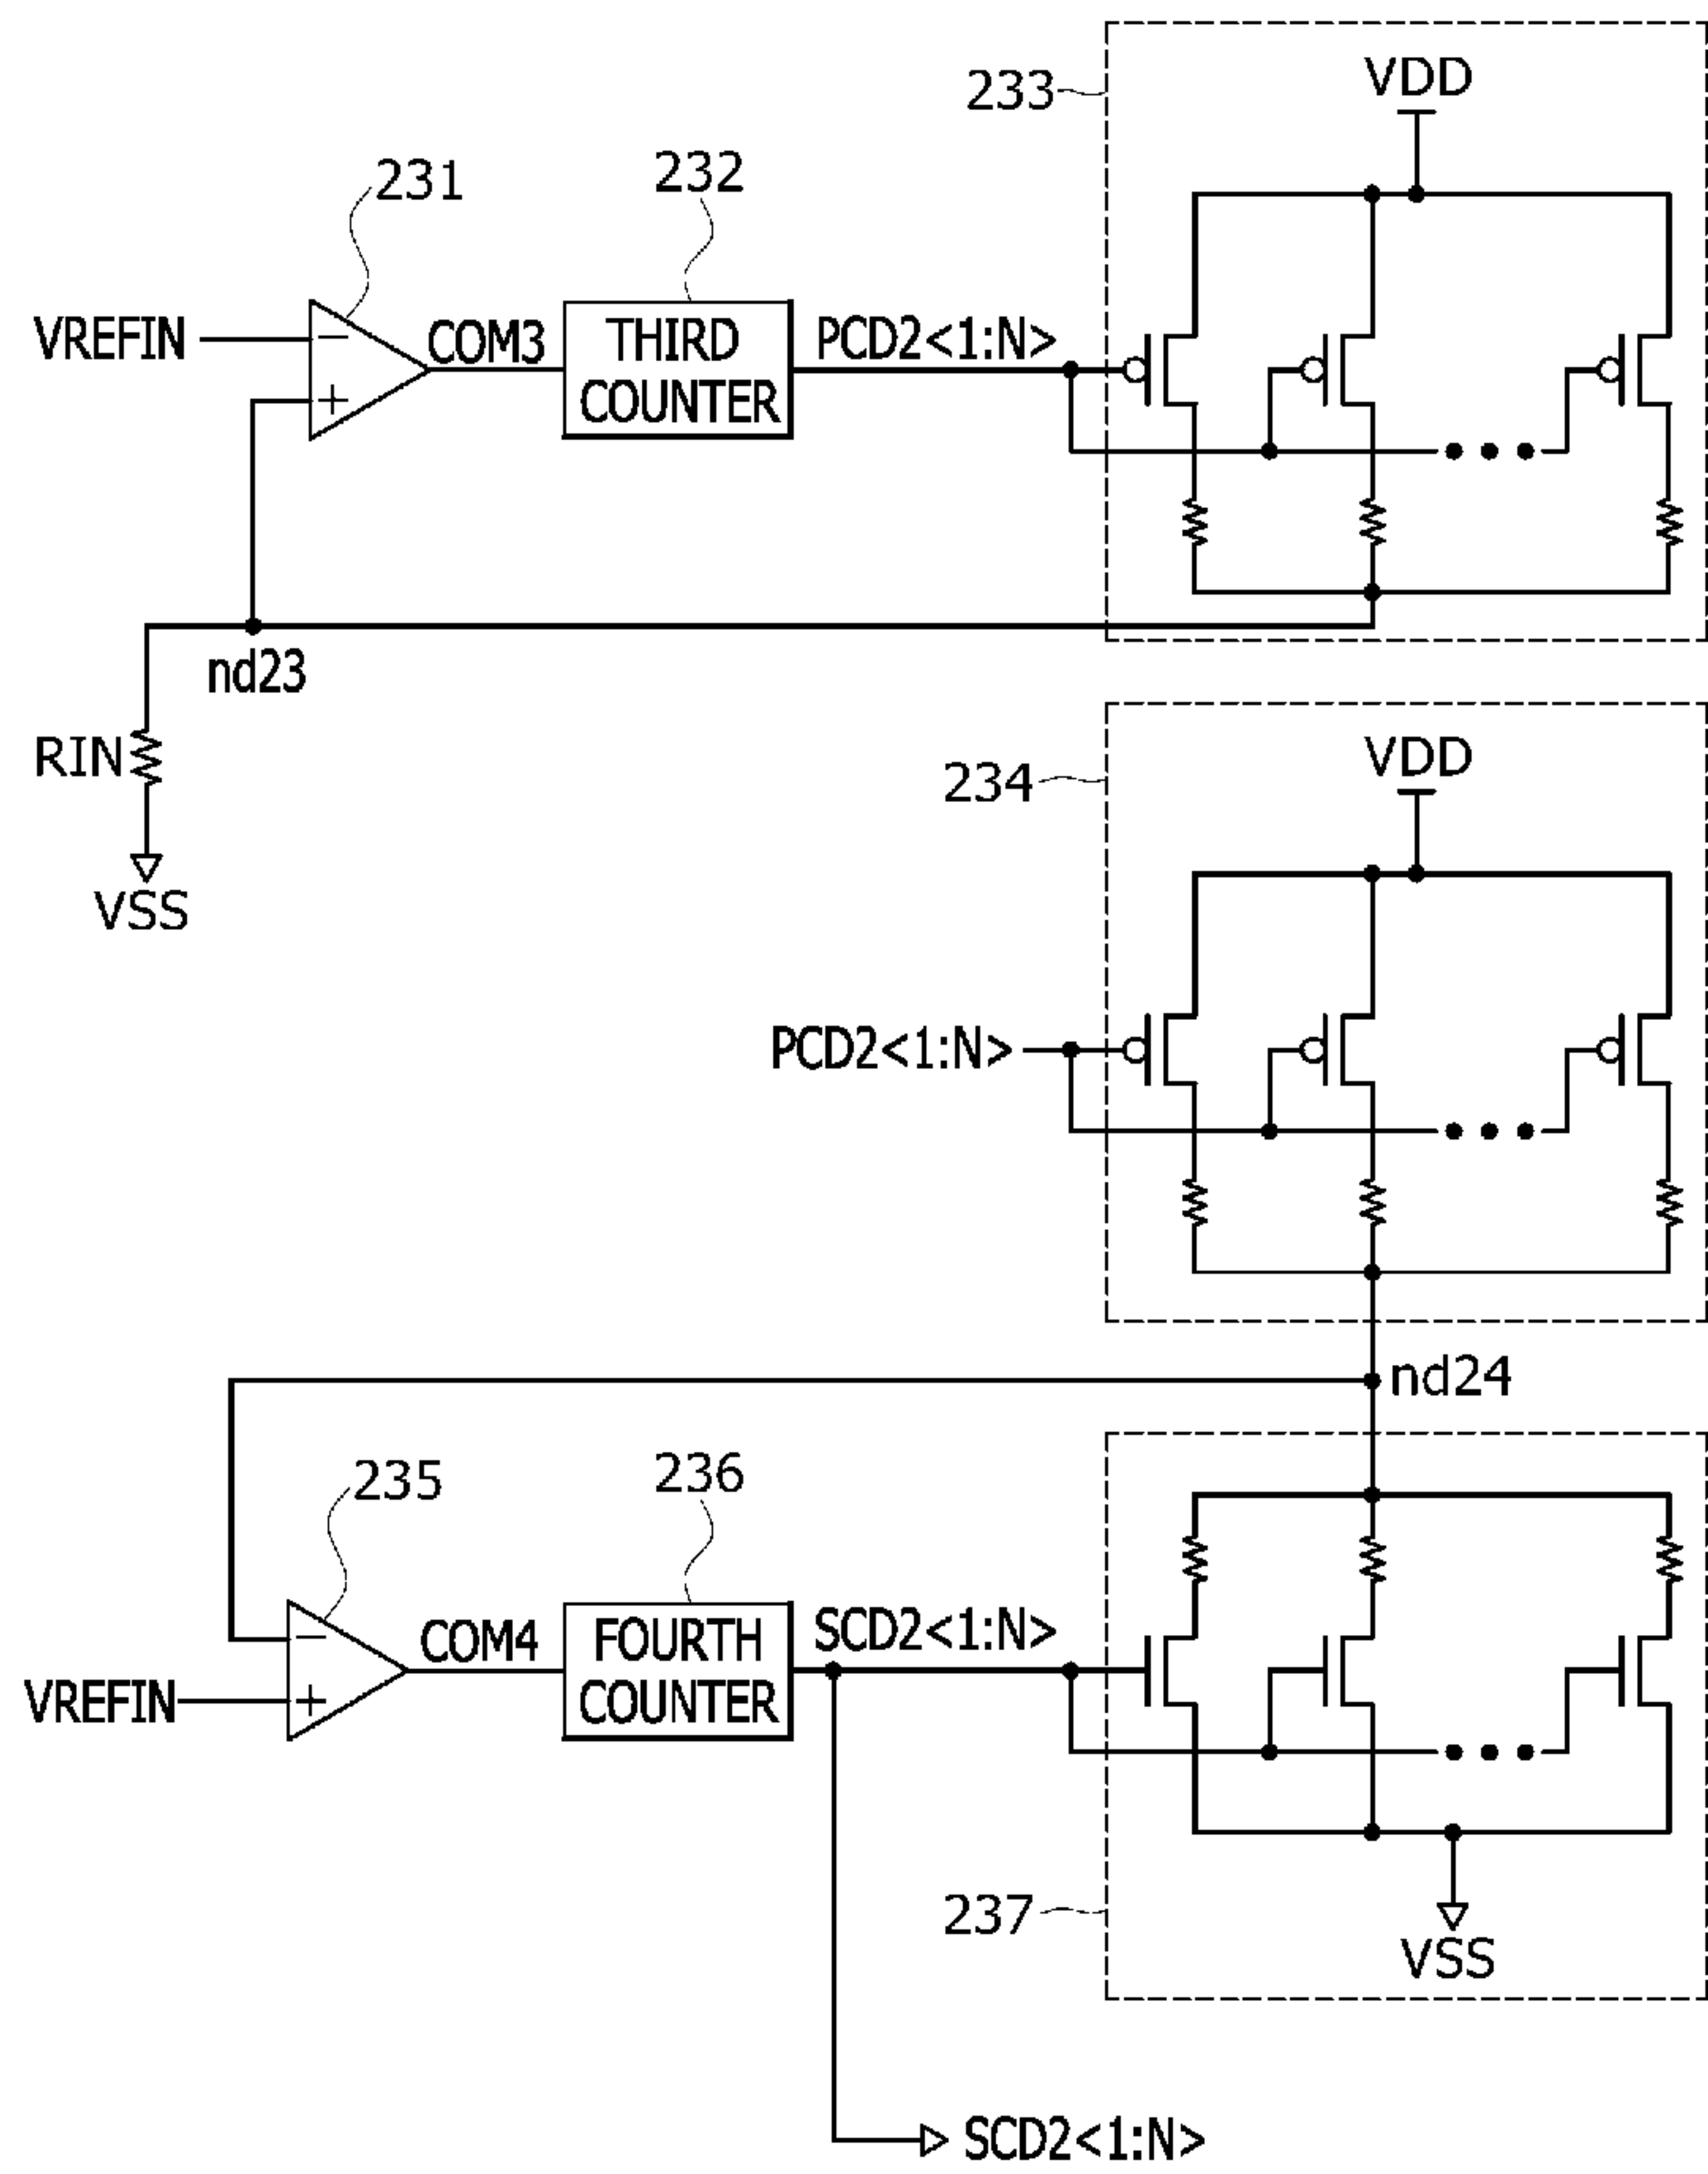 233
VDD
231
232
VREFIN
−
+
COM3
THIRD
COUNTER
PCD2<1:N>
nd23
RIN
VSS
234
VDD
PCD2<1:N>
nd24
235
236
−
+
VREFIN
COM4
FOURTH
COUNTER
SCD2<1:N>
237
VSS
SCD2<1:N>